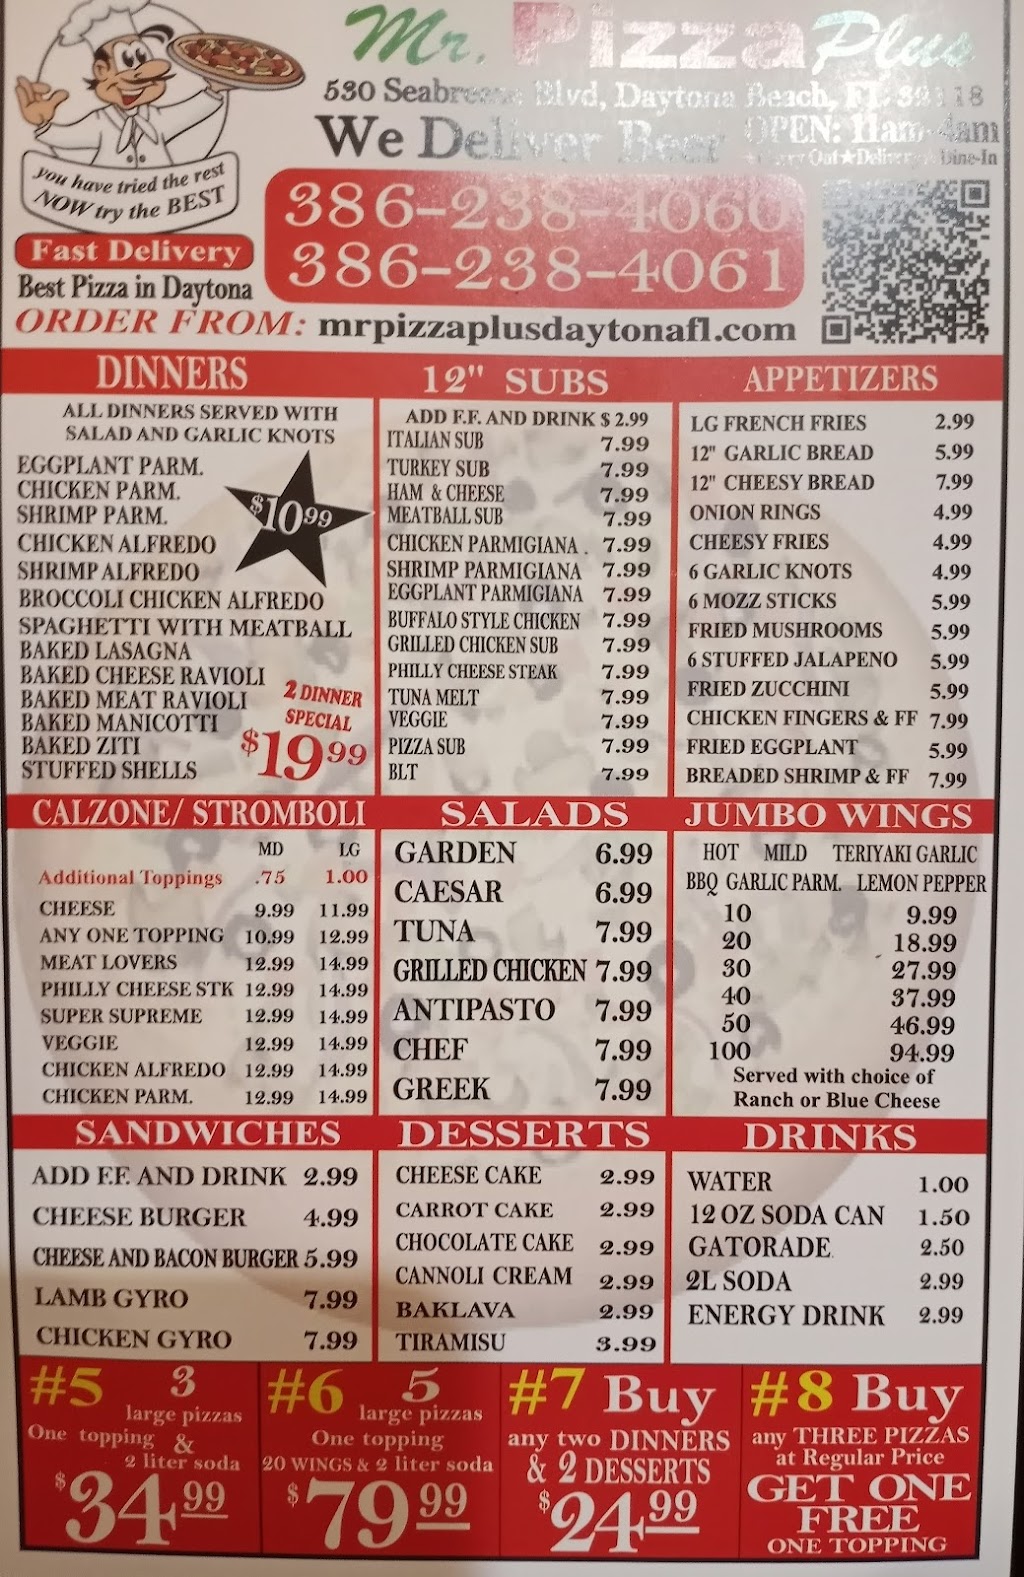 Mr. Pizza Plus
530 Seabreeze Blvd, Daytona Beach, FL 32118
We Deliver Beer
OPEN: 11am-4am
Carry Out★Delivery★Dine-In
you have tried the rest
NOW try the BEST
Fast Delivery
Best Pizza in Daytona
386-238-4060
386-238-4061
ORDER FROM: mrpizzaplusdaytonafl.com
DINNERS
ALL DINNERS SERVED WITH
SALAD AND GARLIC KNOTS
EGGPLANT PARM.
CHICKEN PARM.
SHRIMP PARM.
$10.99
CHICKEN ALFREDO
SHRIMP ALFREDO
BROCCOLI CHICKEN ALFREDO
SPAGHETTI WITH MEATBALL
BAKED LASAGNA
BAKED CHEESE RAVIOLI
BAKED MEAT RAVIOLI
BAKED MANICOTTI
BAKED ZITI
STUFFED SHELLS
2 DINNER
SPECIAL
$19.99
12" SUBS
ADD F.F. AND DRINK $ 2.99
ITALIAN SUB 7.99
TURKEY SUB 7.99
HAM & CHEESE 7.99
MEATBALL SUB 7.99
CHICKEN PARMIGIANA . 7.99
SHRIMP PARMIGIANA 7.99
EGGPLANT PARMIGIANA 7.99
BUFFALO STYLE CHICKEN 7.99
GRILLED CHICKEN SUB 7.99
PHILLY CHEESE STEAK 7.99
TUNA MELT 7.99
VEGGIE 7.99
PIZZA SUB 7.99
BLT 7.99
APPETIZERS
LG FRENCH FRIES 2.99
12" GARLIC BREAD 5.99
12" CHEESY BREAD 7.99
ONION RINGS 4.99
CHEESY FRIES 4.99
6 GARLIC KNOTS 4.99
6 MOZZ STICKS 5.99
FRIED MUSHROOMS 5.99
6 STUFFED JALAPENO 5.99
FRIED ZUCCHINI 5.99
CHICKEN FINGERS & FF 7.99
FRIED EGGPLANT 5.99
BREADED SHRIMP & FF 7.99
CALZONE/ STROMBOLI
MD LG
Additional Toppings .75 1.00
CHEESE 9.99 11.99
ANY ONE TOPPING 10.99 12.99
MEAT LOVERS 12.99 14.99
PHILLY CHEESE STK 12.99 14.99
SUPER SUPREME 12.99 14.99
VEGGIE 12.99 14.99
CHICKEN ALFREDO 12.99 14.99
CHICKEN PARM. 12.99 14.99
SALADS
GARDEN 6.99
CAESAR 6.99
TUNA 7.99
GRILLED CHICKEN 7.99
ANTIPASTO 7.99
CHEF 7.99
GREEK 7.99
JUMBO WINGS
HOT MILD TERIYAKI GARLIC
BBQ GARLIC PARM. LEMON PEPPER
10 9.99
20 18.99
30 27.99
40 37.99
50 46.99
100 94.99
Served with choice of
Ranch or Blue Cheese
SANDWICHES
ADD F.F. AND DRINK 2.99
CHEESE BURGER 4.99
CHEESE AND BACON BURGER 5.99
LAMB GYRO 7.99
CHICKEN GYRO 7.99
DESSERTS
CHEESE CAKE 2.99
CARROT CAKE 2.99
CHOCOLATE CAKE 2.99
CANNOLI CREAM 2.99
BAKLAVA 2.99
TIRAMISU 3.99
DRINKS
WATER 1.00
12 OZ SODA CAN 1.50
GATORADE 2.50
2L SODA 2.99
ENERGY DRINK 2.99
#5 3
large pizzas
One topping &
2 liter soda
$34.99
#6 5
large pizzas
One topping
20 WINGS & 2 liter soda
$79.99
#7 Buy
any two DINNERS
& 2 DESSERTS
$24.99
#8 Buy
any THREE PIZZAS
at Regular Price
GET ONE
FREE
ONE TOPPING